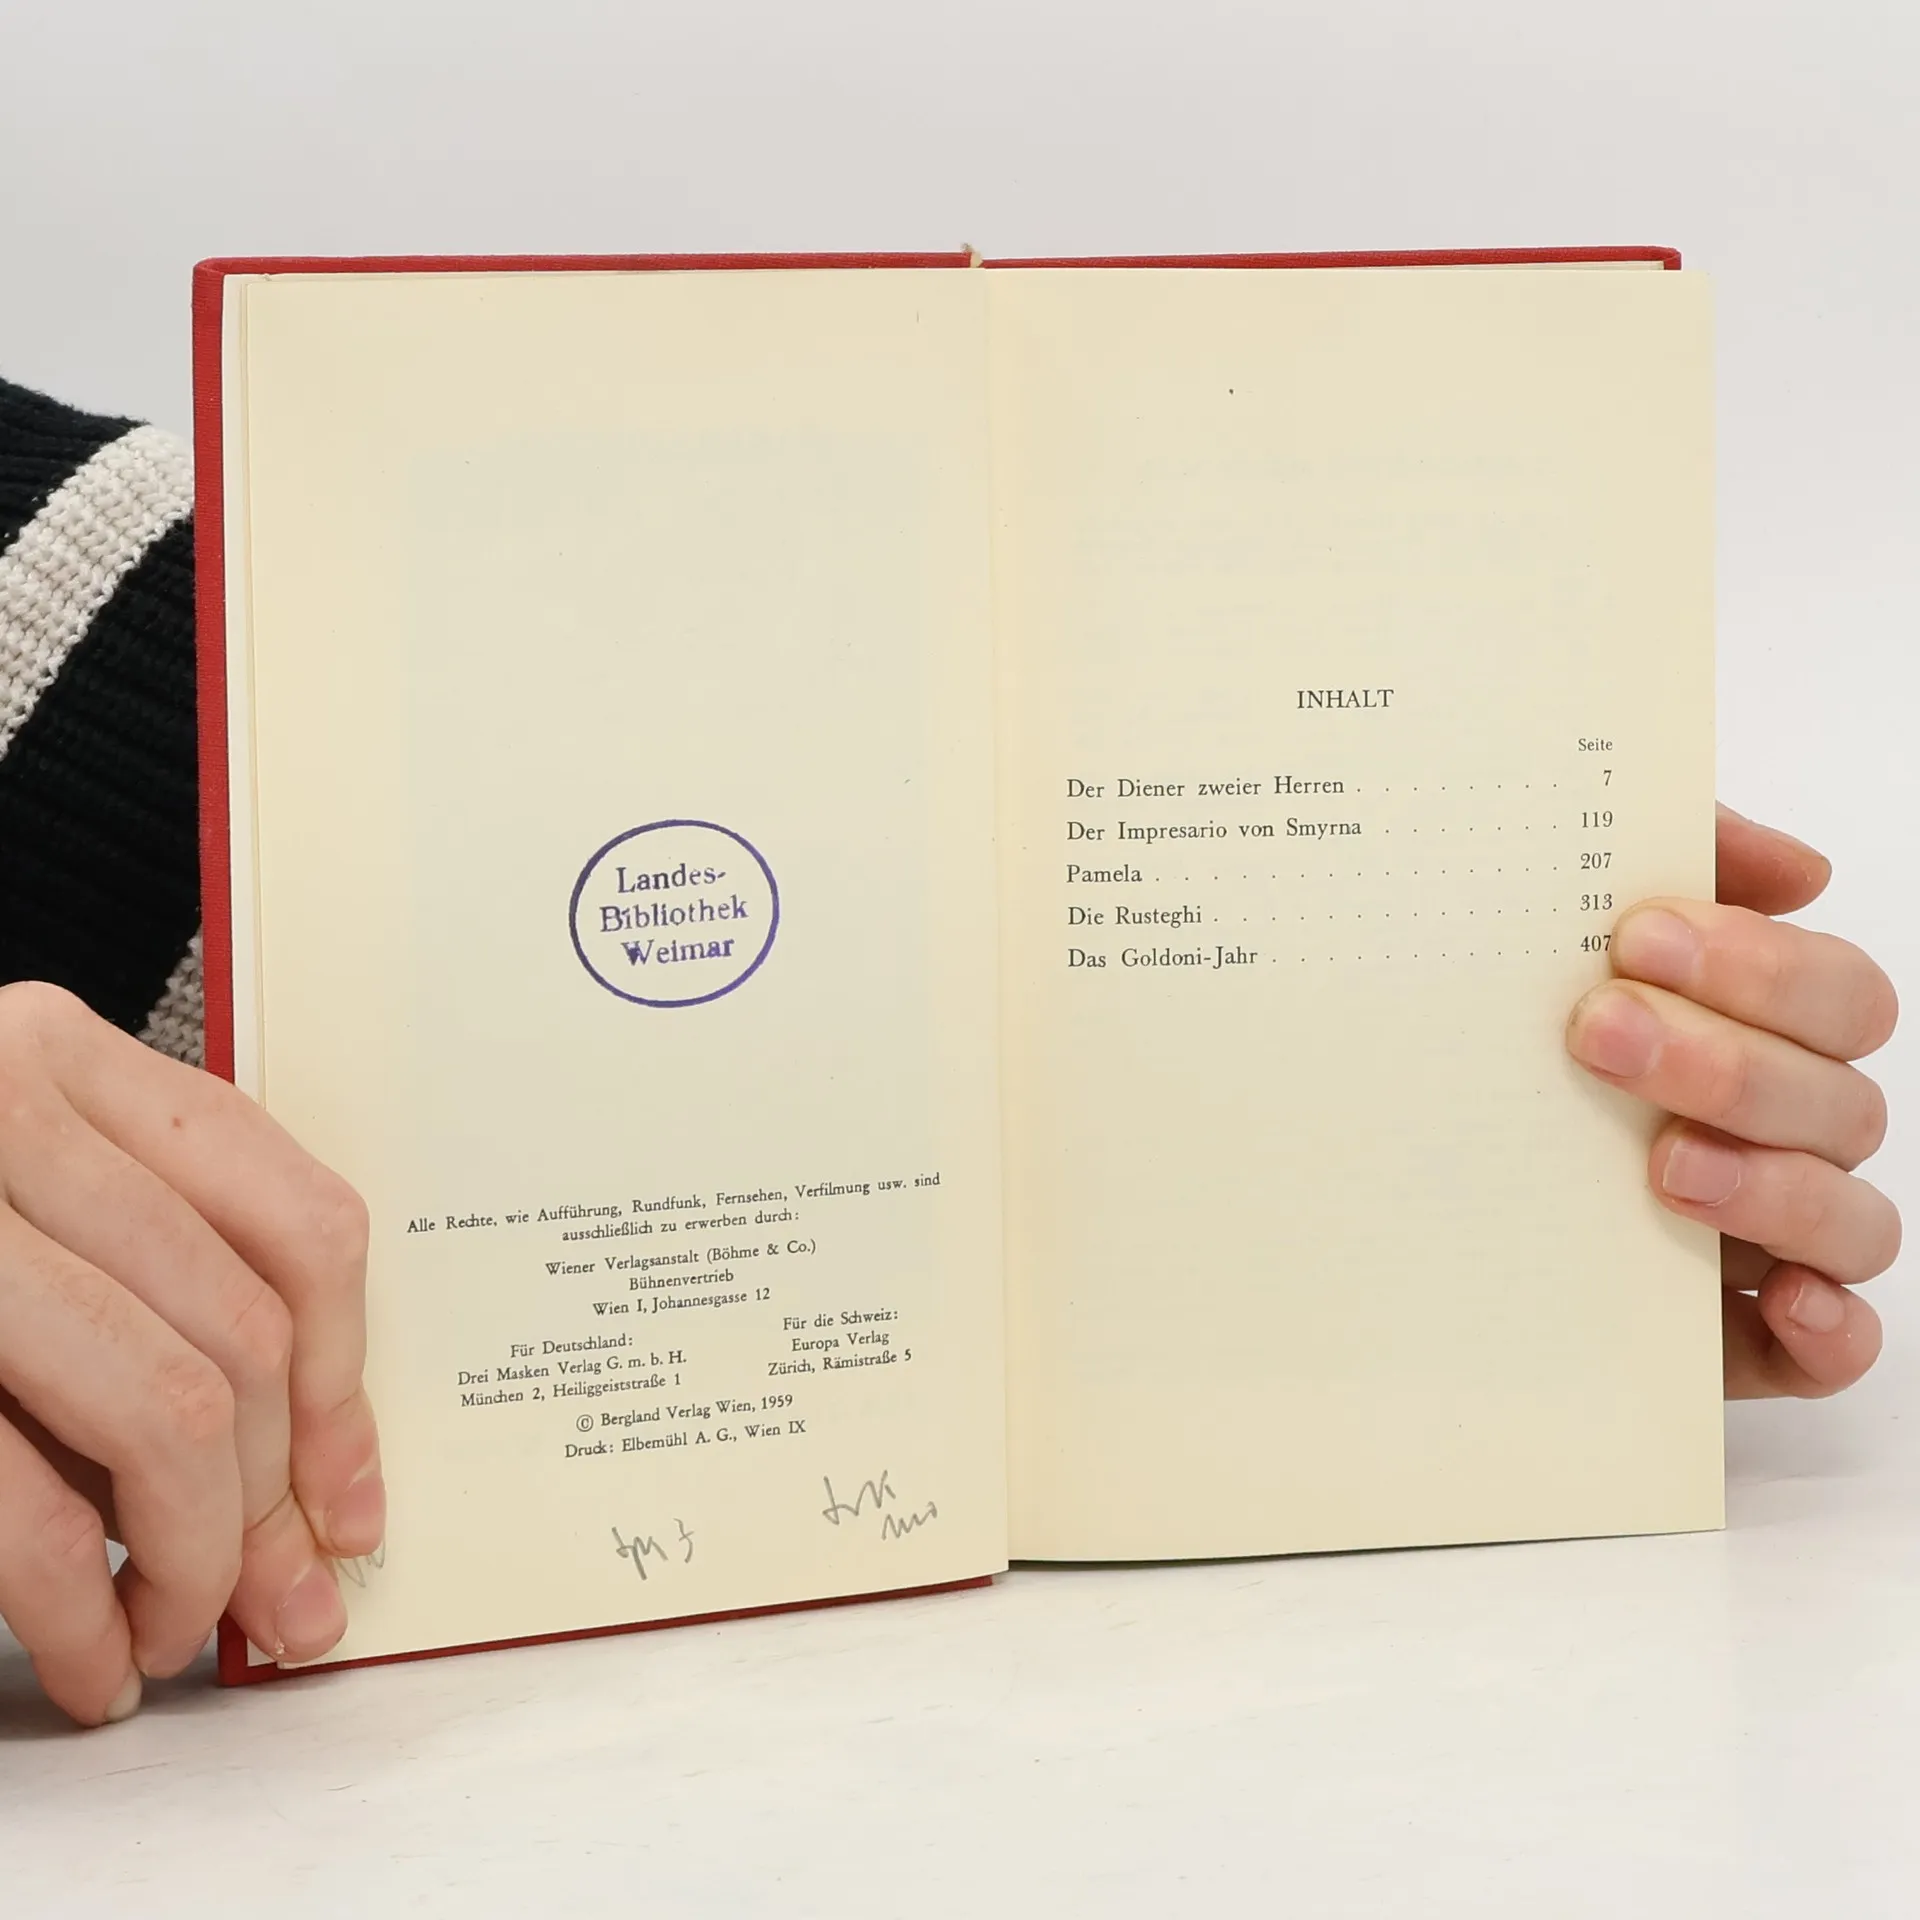 Landes-
Bibliothek
Weimar
Alle Rechte, wie Aufführung, Rundfunk, Fernsehen, Verfilmung usw. sind
ausschließlich zu erwerben durch:
Wiener Verlagsanstalt (Böhme & Co.)
Bühnenvertrieb
Wien I, Johannesgasse 12
Für Deutschland:
Drei Masken Verlag G. m. b. H.
München 2, Heiliggeiststraße 1
Für die Schweiz:
Europa Verlag
Zürich, Rämistraße 5
© Bergland Verlag Wien, 1959
Druck: Elbemühl A. G., Wien IX
INHALT
Seite
Der Diener zweier Herren . . . . . . . . 7
Der Impresario von Smyrna . . . . . . . 119
Pamela . . . . . . . . . . . . . . . 207
Die Rusteghi . . . . . . . . . . . . . 313
Das Goldoni-Jahr . . . . . . . . . . . 407